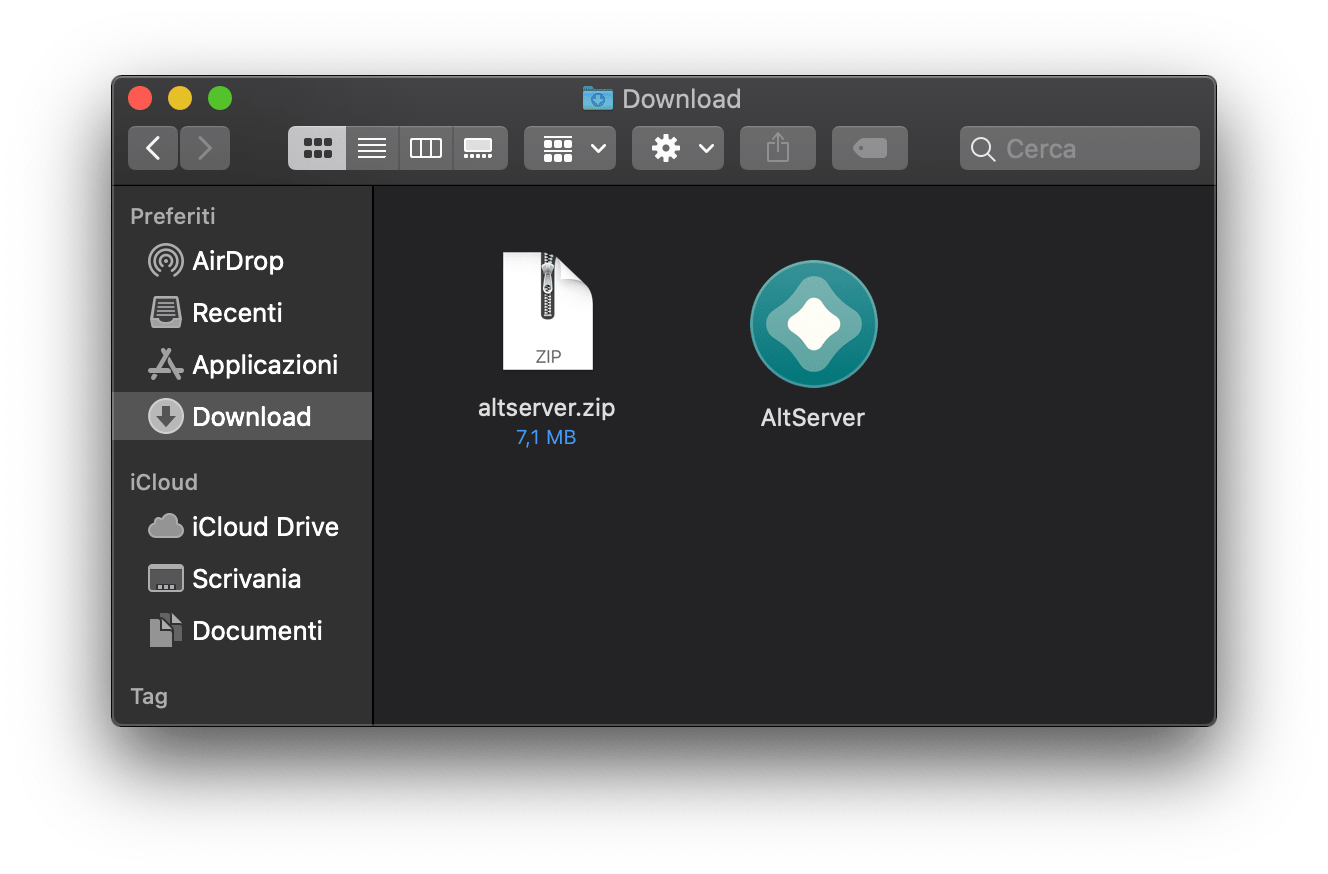 Download
Cerca
Preferiti
AirDrop
Recenti
Applicazioni
Download
iCloud
iCloud Drive
Scrivania
Documenti
Tag
ZIP
altserver.zip
7,1 MB
AltServer